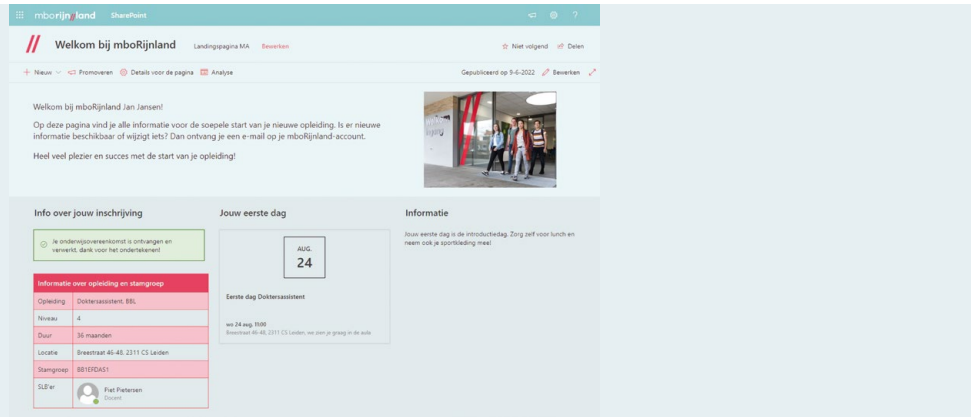 mborijnland SharePoint
Welkom bij mboRijnland Landingspagina MA Bewerken Niet volgend Delen
Nieuw Promoveren Details voor de pagina Analyse Gepubliceerd op 9-6-2022 Bewerken
Welkom bij mboRijnland Jan Jansen!
Op deze pagina vind je alle informatie voor de soepele start van je nieuwe opleiding. Is er nieuwe
informatie beschikbaar of wijzigt iets? Dan ontvang je een e-mail op je mboRijnland-account.
Heel veel plezier en succes met de start van je opleiding!
Info over jouw inschrijving
Je onderwijsovereenkomst is ontvangen en
verwerkt, dank voor het ondertekenen!
Informatie over opleiding en stamgroep
Opleiding Doktersassistent, BBL
Niveau 4
Duur 36 maanden
Locatie Breestraat 46-48, 2311 CS Leiden
Stamgroep BB1EFDAS1
SLB'er Piet Pietersen
Docent
Jouw eerste dag
AUG.
24
Eerste dag Doktersassistent
wo 24 aug. 11:00
Breestraat 46-48, 2311 CS Leiden, we zien je graag in de aula
Informatie
Jouw eerste dag is de introductiedag. Zorg zelf voor lunch en
neem ook je sportkleding mee!